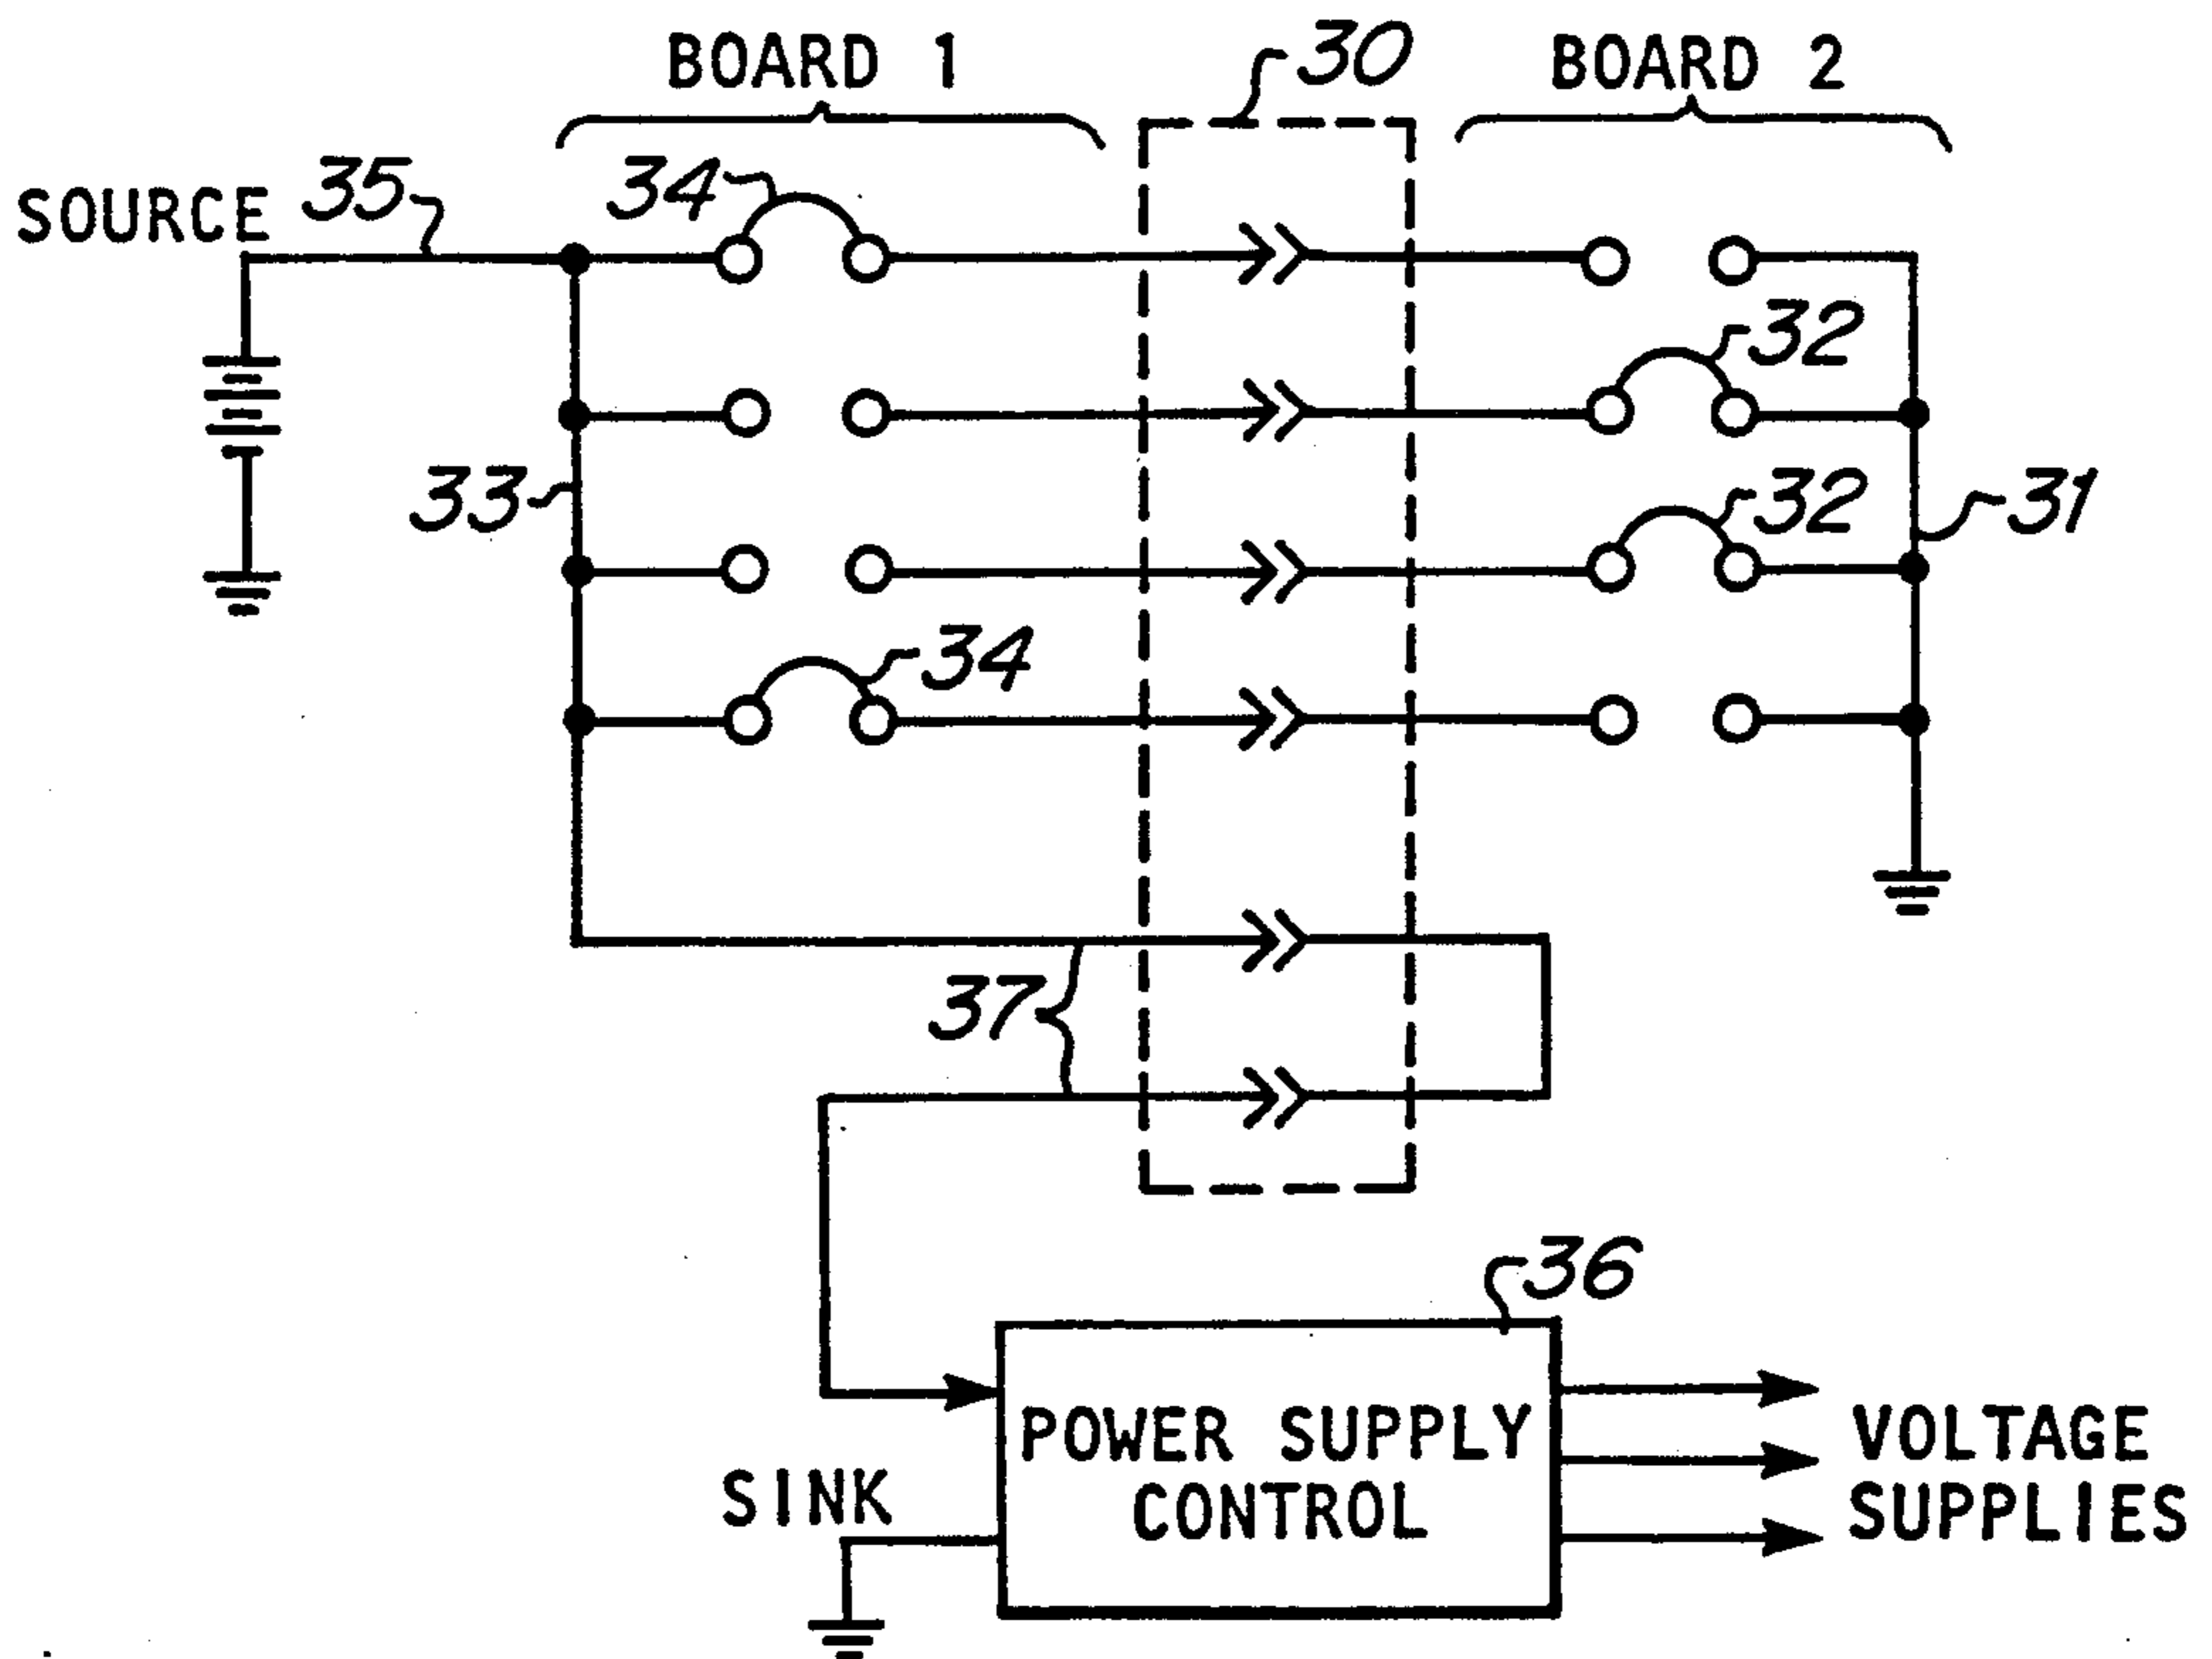 BOARD 1
30
BOARD 2
SOURCE
35
34
32
33
32
31
34
37
36
POWER SUPPLY
CONTROL
VOLTAGE
SUPPLIES
SINK